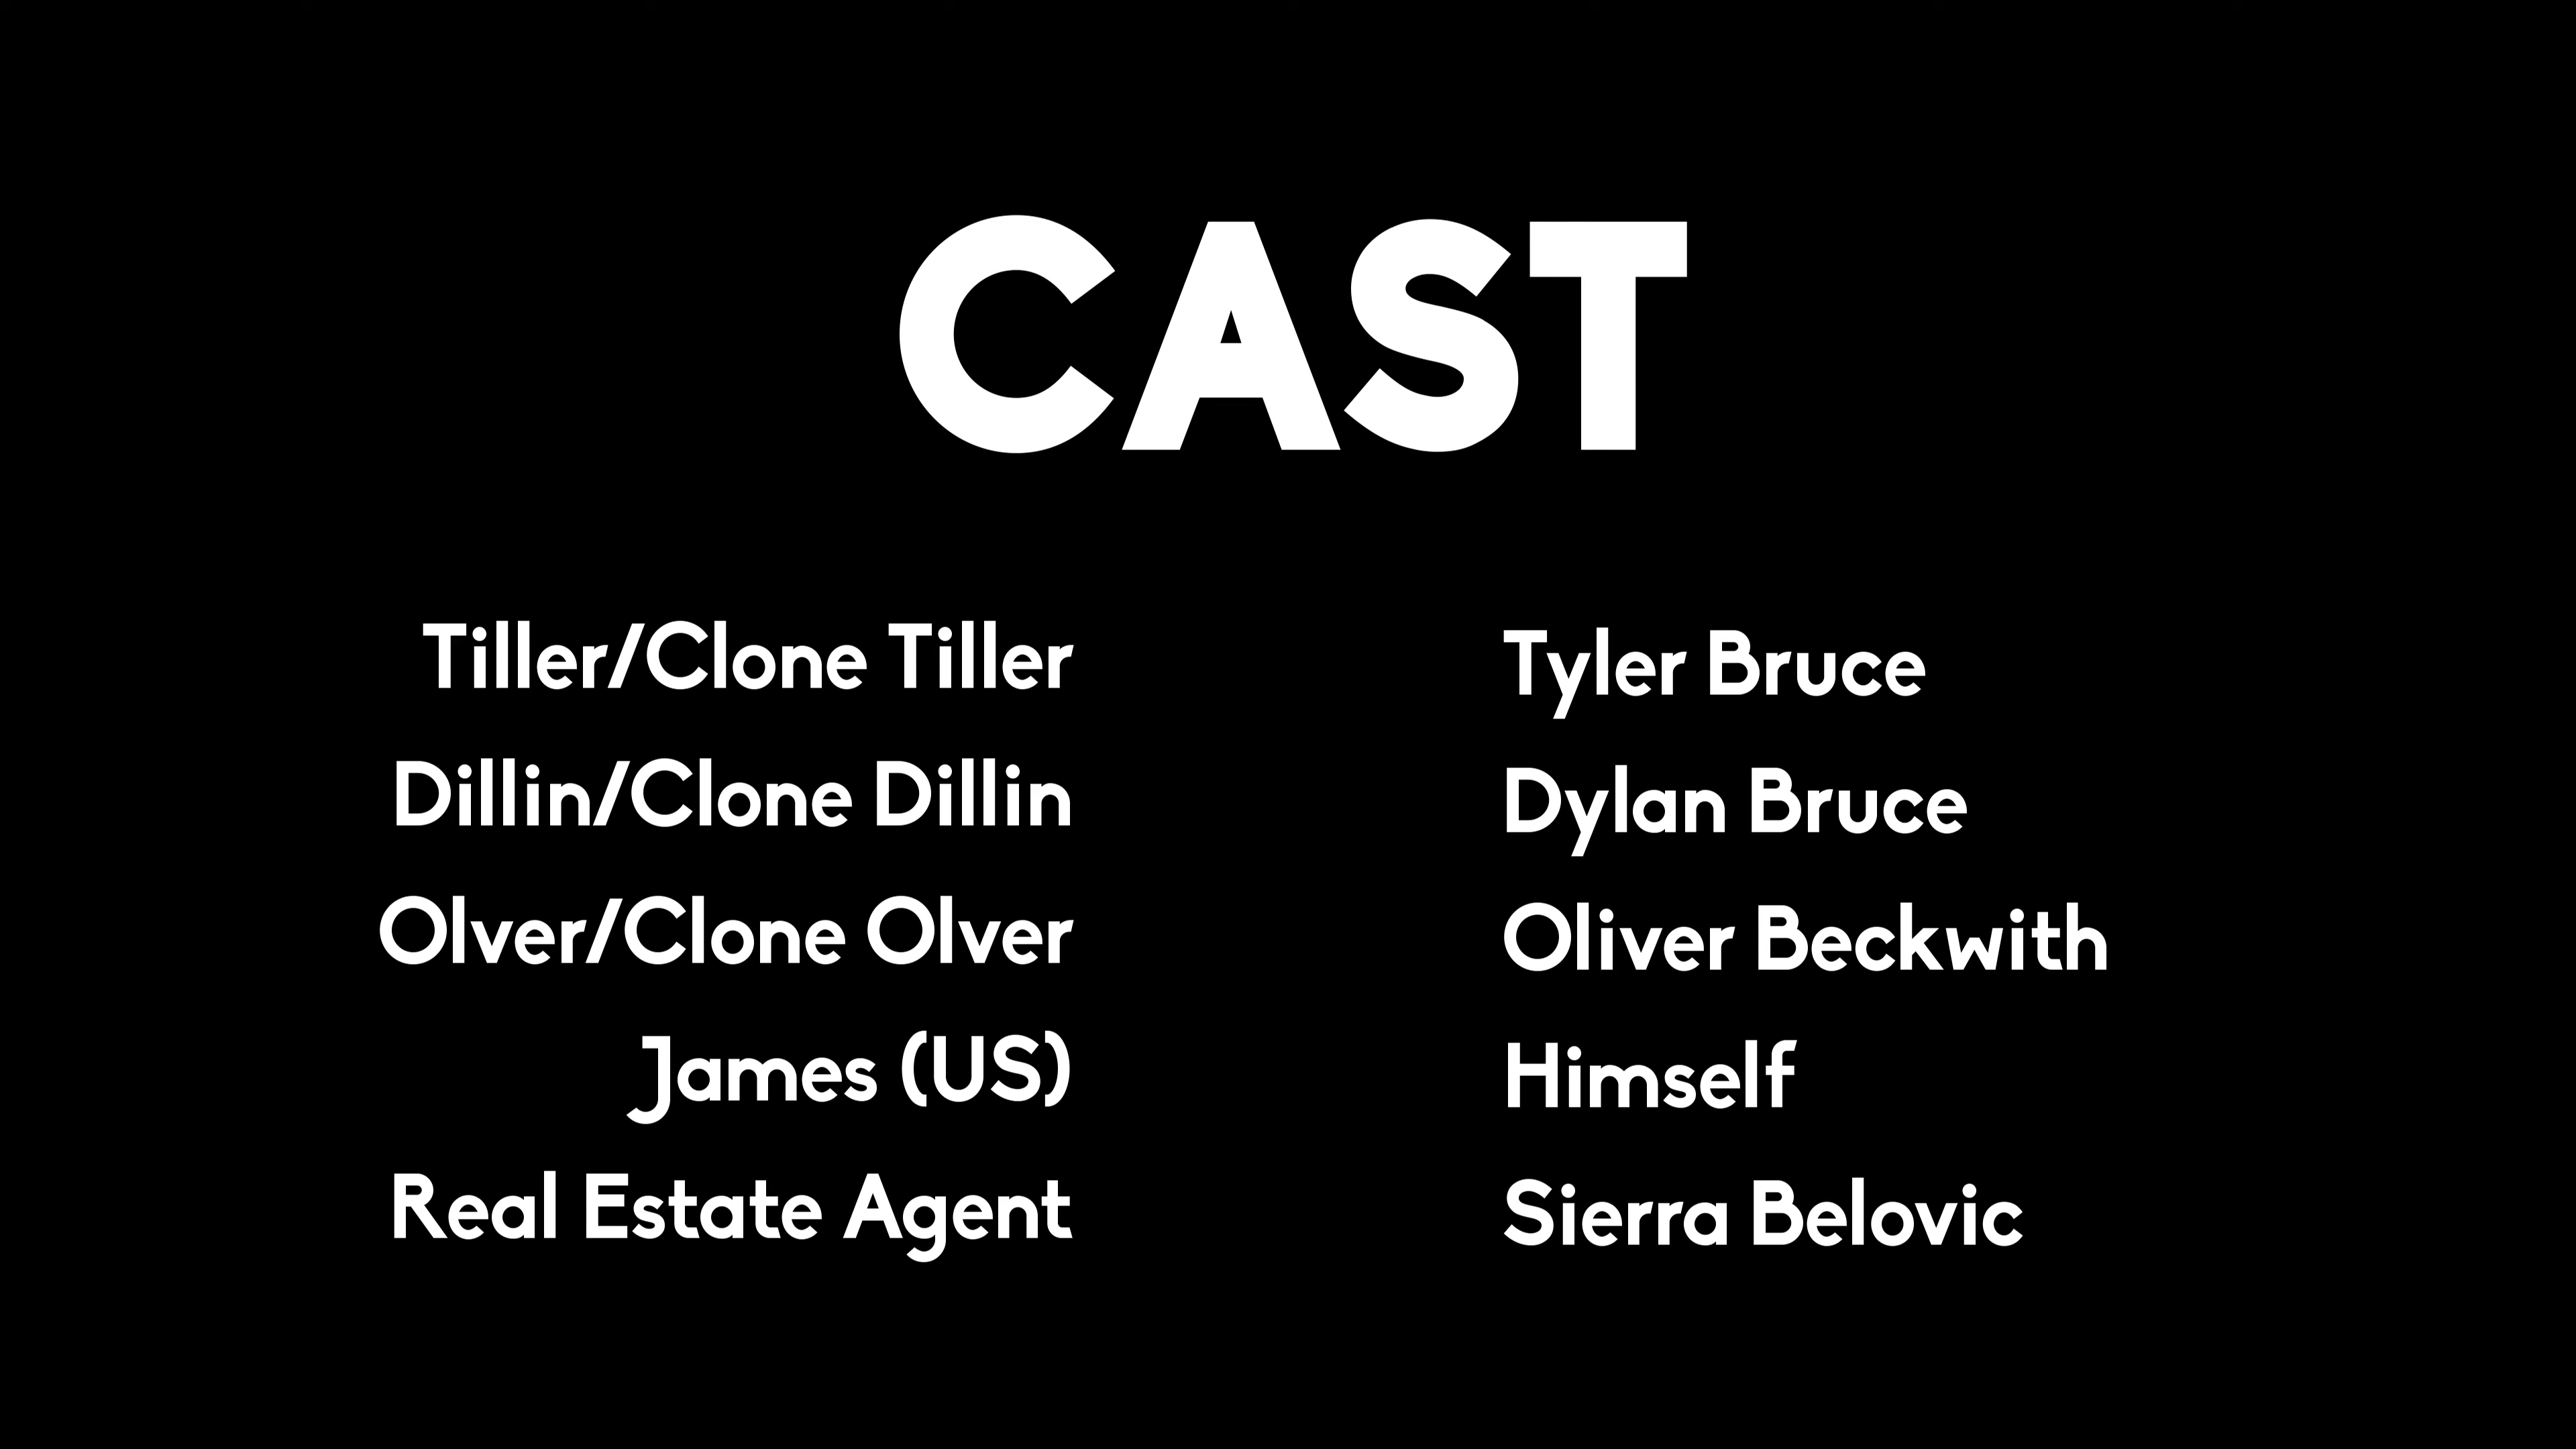 CAST
Tiller/Clone Tiller Tyler Bruce
Dillin/Clone Dillin Dylan Bruce
Olver/Clone Olver Oliver Beckwith
James (US) Himself
Real Estate Agent Sierra Belovic